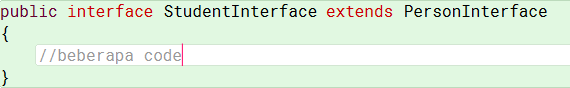 public interface StudentInterface extends PersonInterface
{
//beberapa code
}